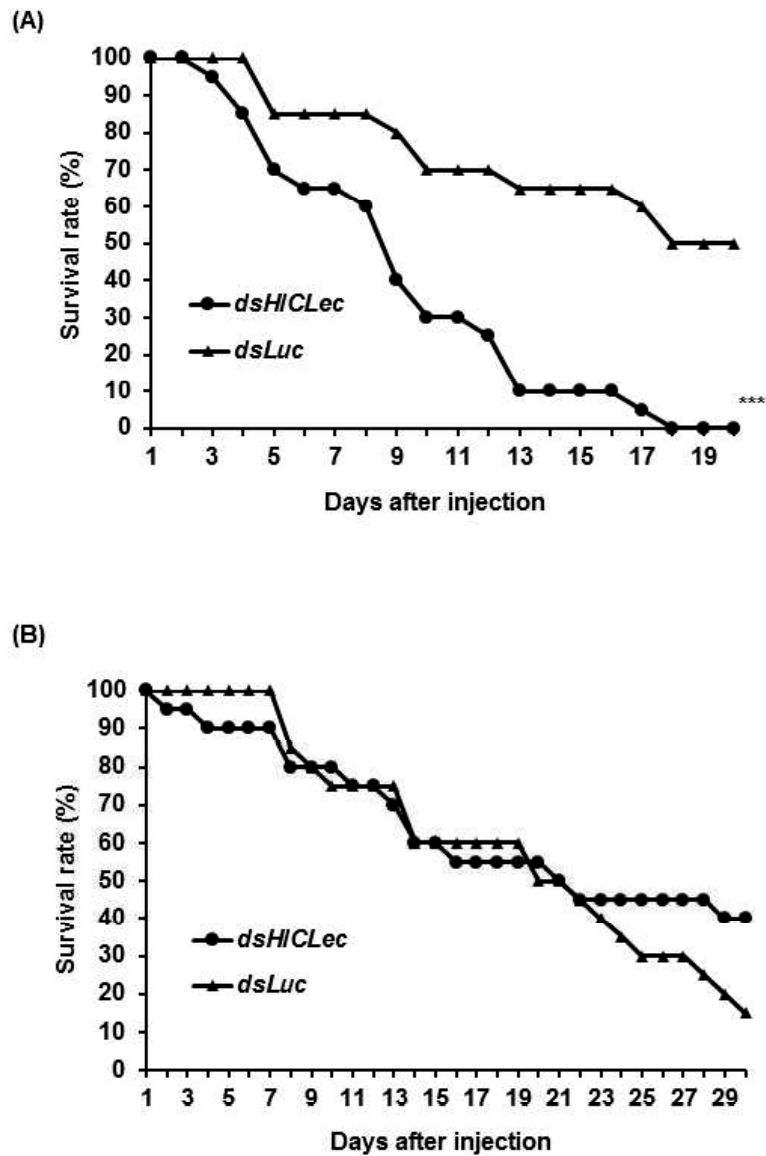 (A)
Survival rate (%)
100
90
80
70
60
50
40
30
20
10
0
dsHlCLec
dsLuc
***
1 3 5 7 9 11 13 15 17 19
Days after injection
(B)
Survival rate (%)
100
90
80
70
60
50
40
30
20
10
0
dsHlCLec
dsLuc
1 3 5 7 9 11 13 15 17 19 21 23 25 27 29
Days after injection